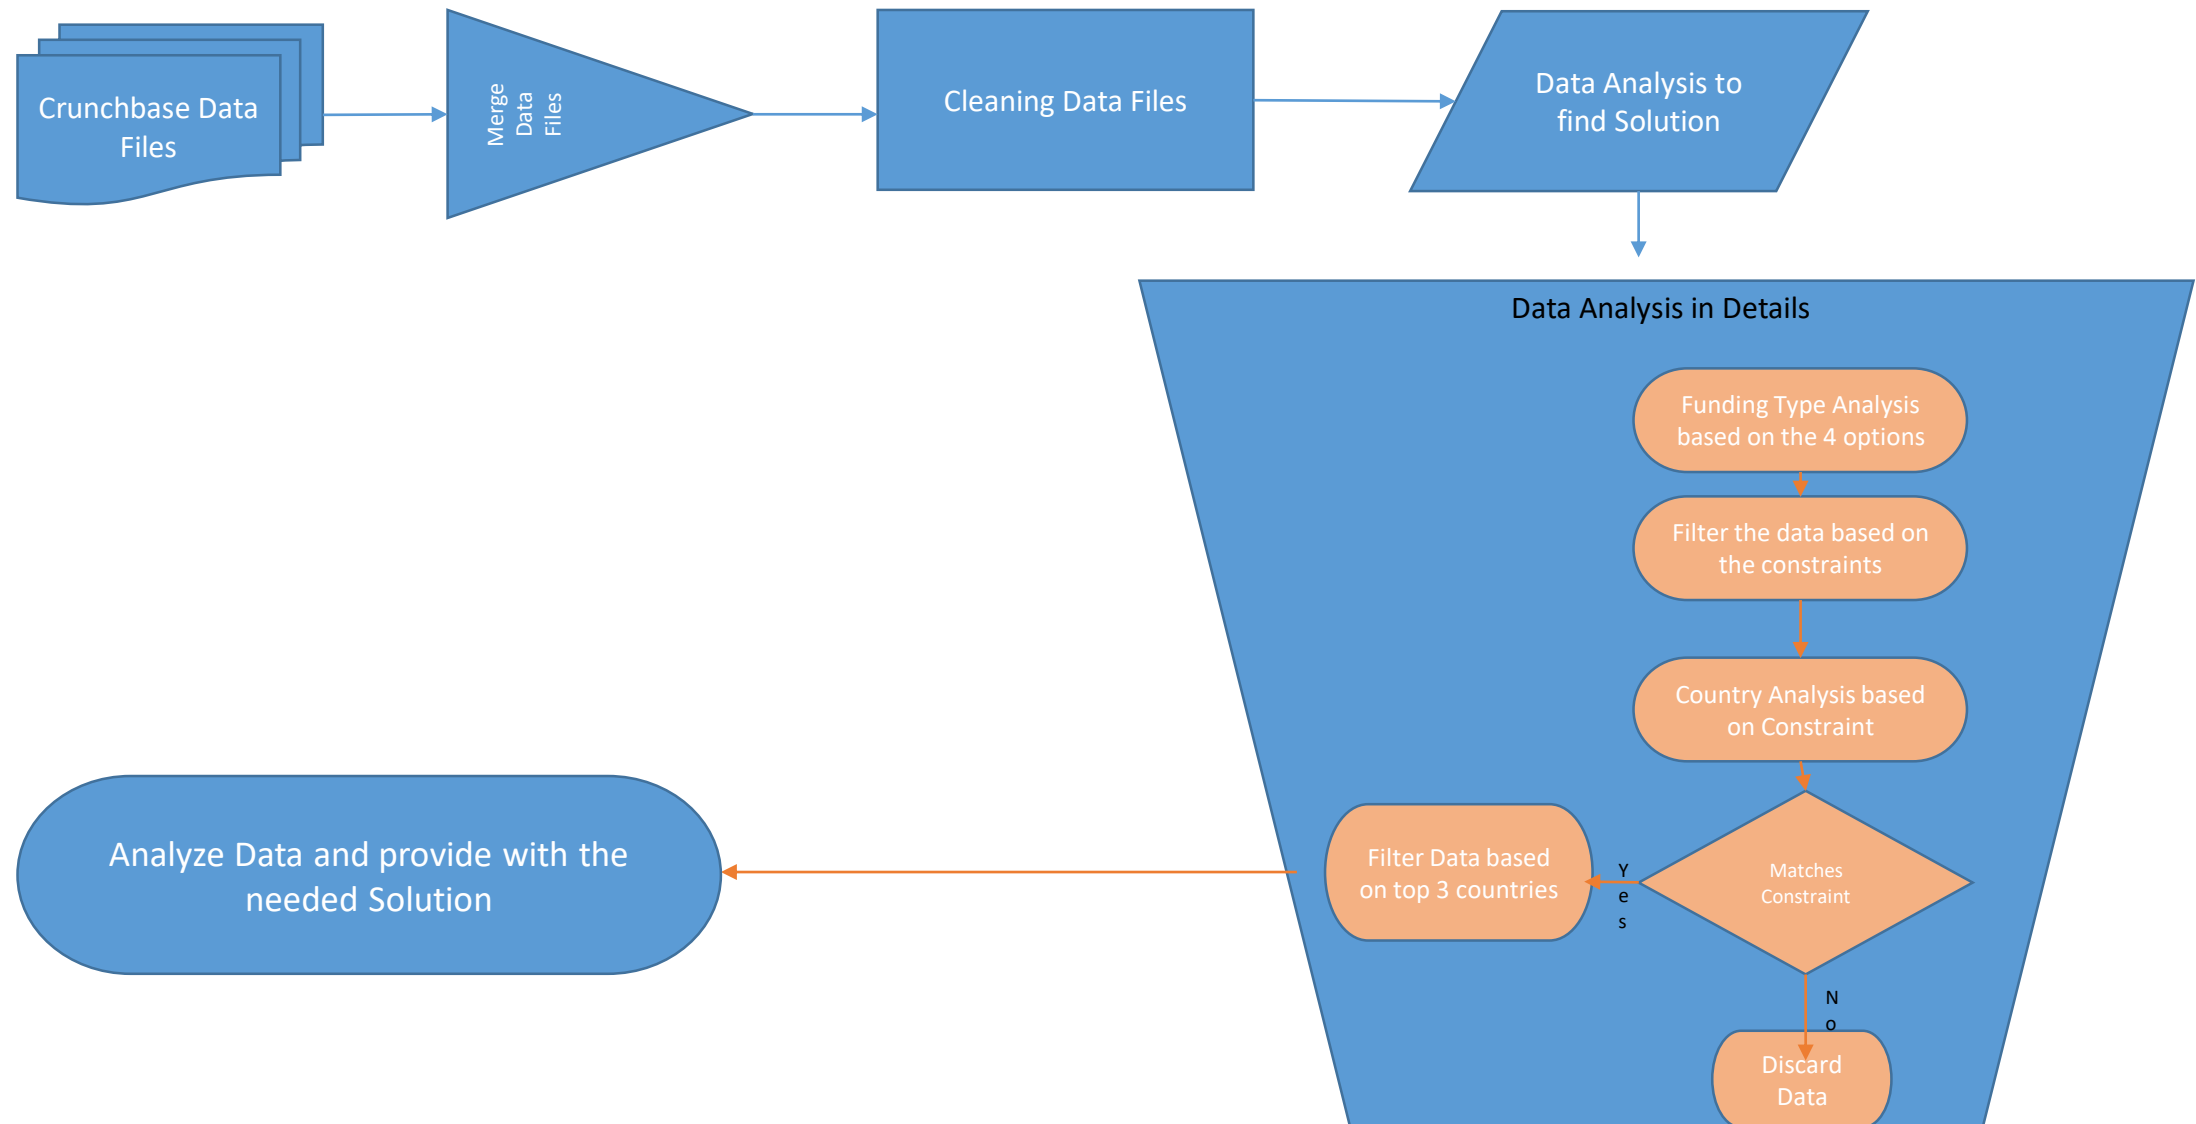 Crunchbase Data
Files
Merge
Data
Files
Cleaning Data Files
Data Analysis to
find Solution
Data Analysis in Details
Funding Type Analysis
based on the 4 options
Filter the data based on
the constraints
Country Analysis based
on Constraint
Matches
Constraint
Yes
Filter Data based
on top 3 countries
No
Discard
Data
Analyze Data and provide with the
needed Solution